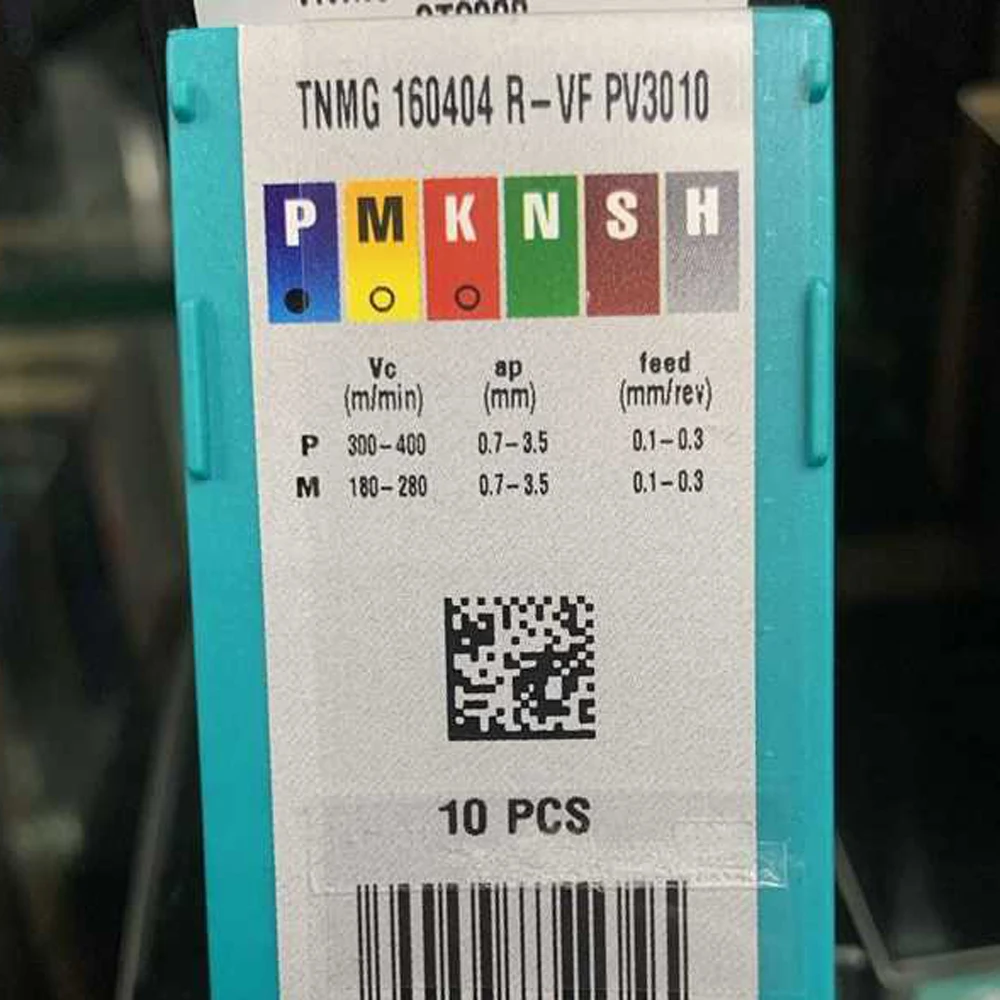 TNMG 160404 R-VF PV3010
P M K N S H
Vc ap feed
(m/min) (mm) (mm/rev)
P 300-400 0.7-3.5 0.1-0.3
M 180-280 0.7-3.5 0.1-0.3
10 PCS